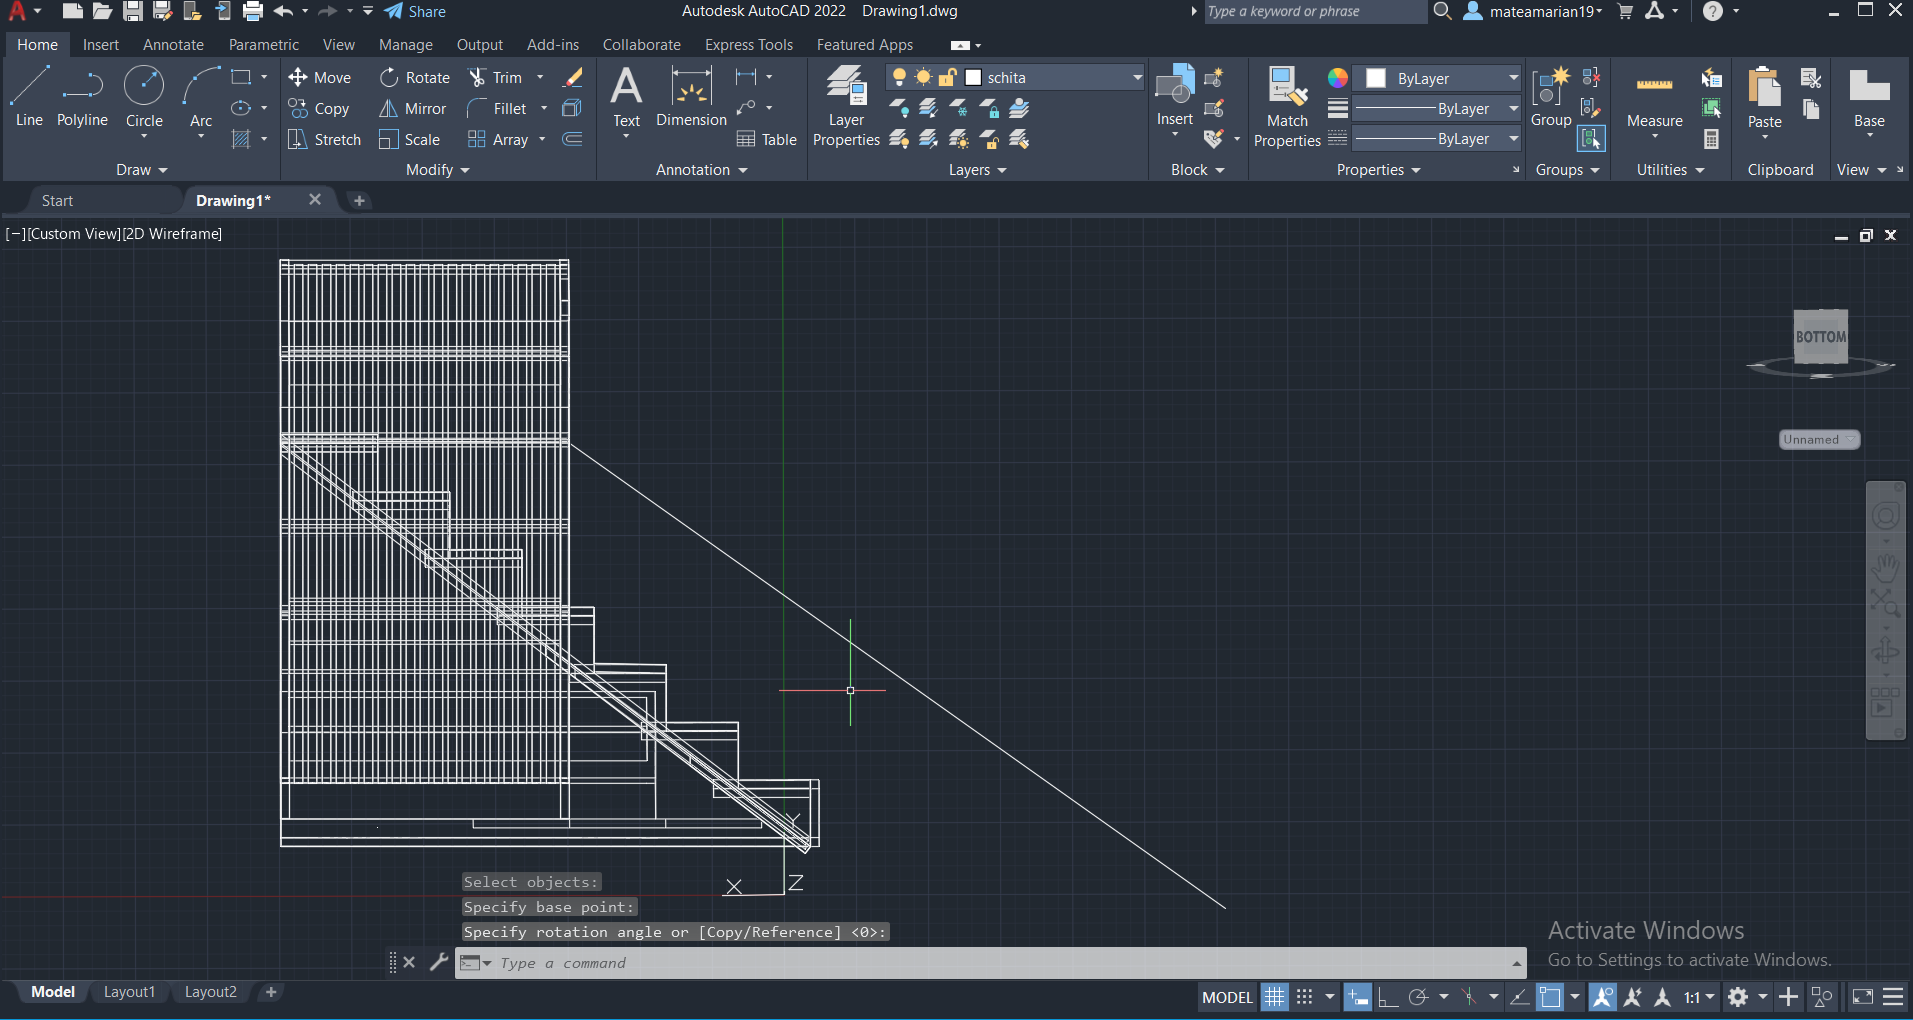 Share
Autodesk AutoCAD 2022 Drawing1.dwg
Type a keyword or phrase
mateamarian19
Home Insert Annotate Parametric View Manage Output Add-ins Collaborate Express Tools Featured Apps
Line Polyline Circle Arc
Draw
Move Rotate Trim
Copy Mirror Fillet
Stretch Scale Array
Modify
Text Dimension Table
Annotation
Layer Properties
schita
Layers
Insert
Block
Match Properties
ByLayer
ByLayer
ByLayer
Properties
Group
Groups
Measure
Utilities
Paste
Clipboard
Base
View
Start Drawing1*
[−][Custom View][2D Wireframe]
BOTTOM
Unnamed
Y
X Z
Select objects:
Specify base point:
Specify rotation angle or [Copy/Reference] <0>:
Type a command
Activate Windows
Go to Settings to activate Windows.
Model Layout1 Layout2
MODEL
1:1